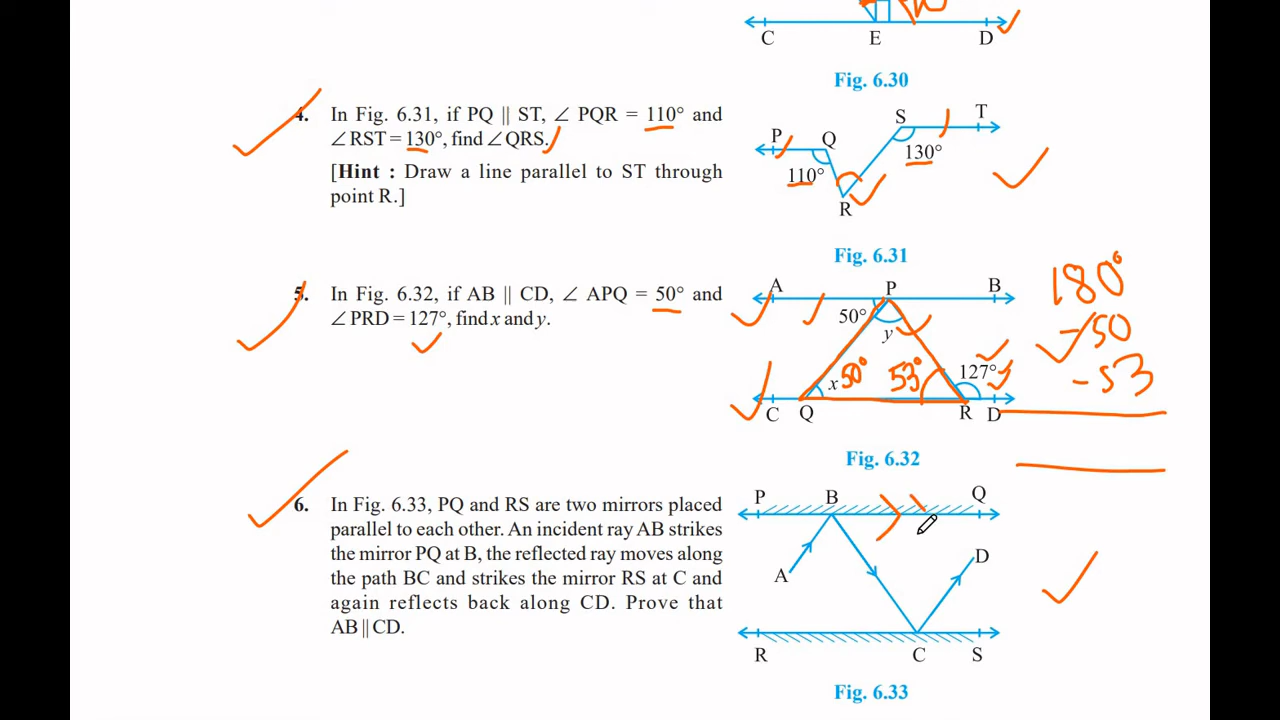 C E D
Fig. 6.30
4. In Fig. 6.31, if PQ || ST, ∠ PQR = 110° and
∠ RST = 130°, find ∠ QRS.
[Hint : Draw a line parallel to ST through
point R.]
P Q S T
110° 130°
R
Fig. 6.31
5. In Fig. 6.32, if AB || CD, ∠ APQ = 50° and
∠ PRD = 127°, find x and y.
A P B
50° y
x 50° 53° 127°
C Q R D
180°
- 50
- 53
Fig. 6.32
6. In Fig. 6.33, PQ and RS are two mirrors placed
parallel to each other. An incident ray AB strikes
the mirror PQ at B, the reflected ray moves along
the path BC and strikes the mirror RS at C and
again reflects back along CD. Prove that
AB || CD.
P B Q
A D
R C S
Fig. 6.33